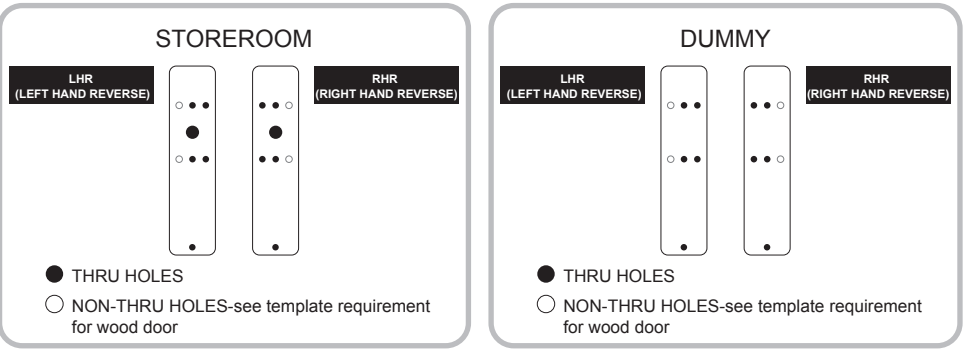 STOREROOM
LHR
(LEFT HAND REVERSE)
RHR
(RIGHT HAND REVERSE)
THRU HOLES
NON-THRU HOLES-see template requirement
for wood door
DUMMY
LHR
(LEFT HAND REVERSE)
RHR
(RIGHT HAND REVERSE)
THRU HOLES
NON-THRU HOLES-see template requirement
for wood door